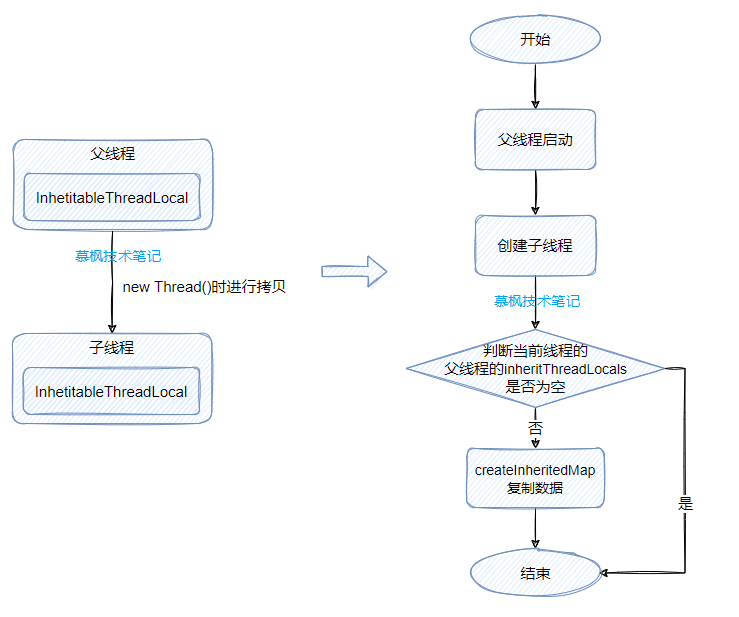 父线程
InhetitableThreadLocal
慕枫技术笔记
new Thread()时进行拷贝
子线程
InhetitableThreadLocal
开始
父线程启动
创建子线程
慕枫技术笔记
判断当前线程的
父线程的inheritThreadLocals
是否为空
否
createInheritedMap
复制数据
是
结束